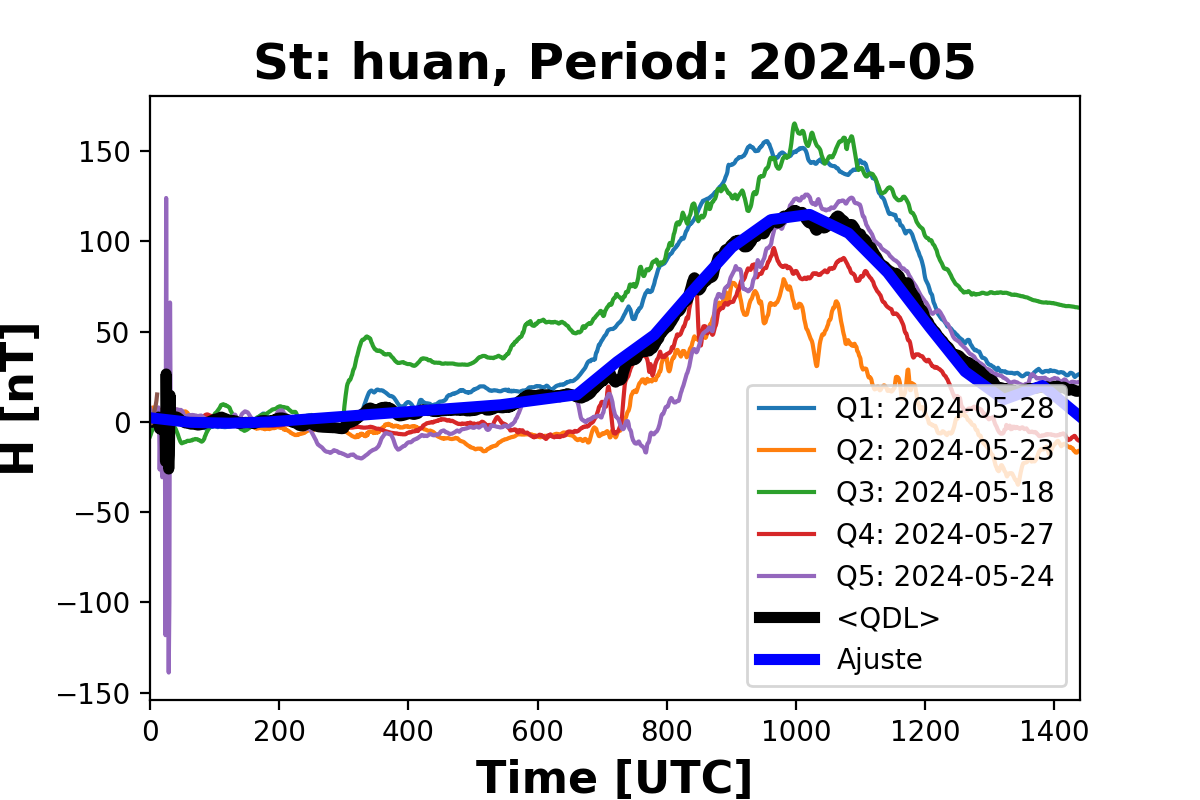 St: huan, Period: 2024-05
H [nT]
150
100
50
0
−50
−100
−150
0 200 400 600 800 1000 1200 1400
Time [UTC]
Q1: 2024-05-28
Q2: 2024-05-23
Q3: 2024-05-18
Q4: 2024-05-27
Q5: 2024-05-24
<QDL>
Ajuste